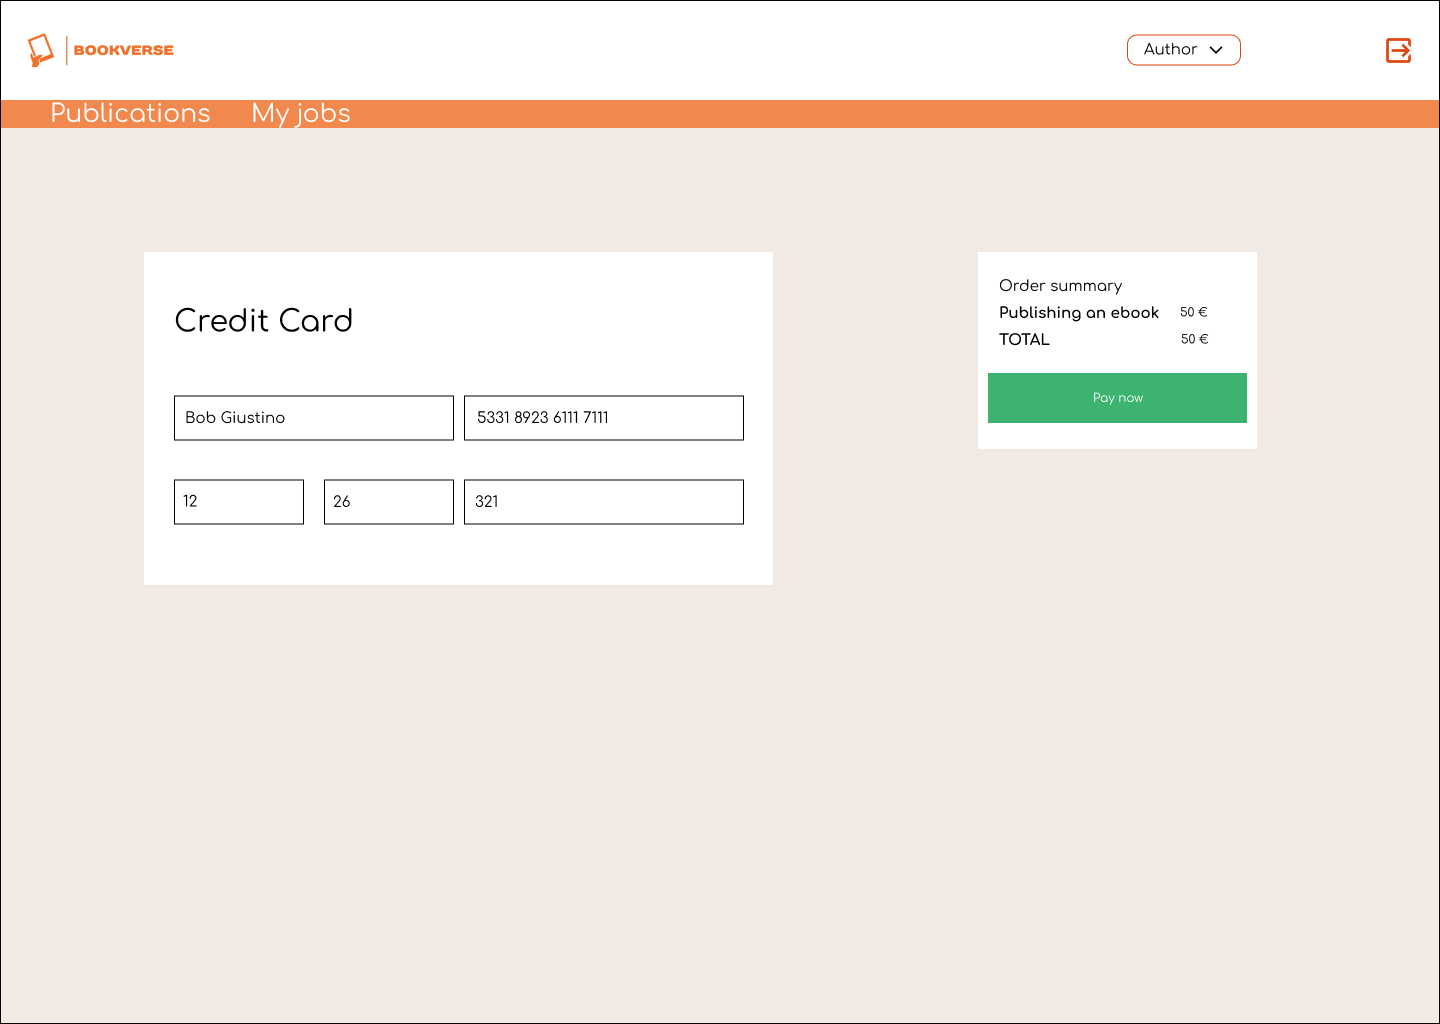 BOOKVERSE
Author
Publications My jobs
Credit Card
Bob Giustino 5331 8923 6111 7111
12 26 321
Order summary
Publishing an ebook 50 €
TOTAL 50 €
Pay now